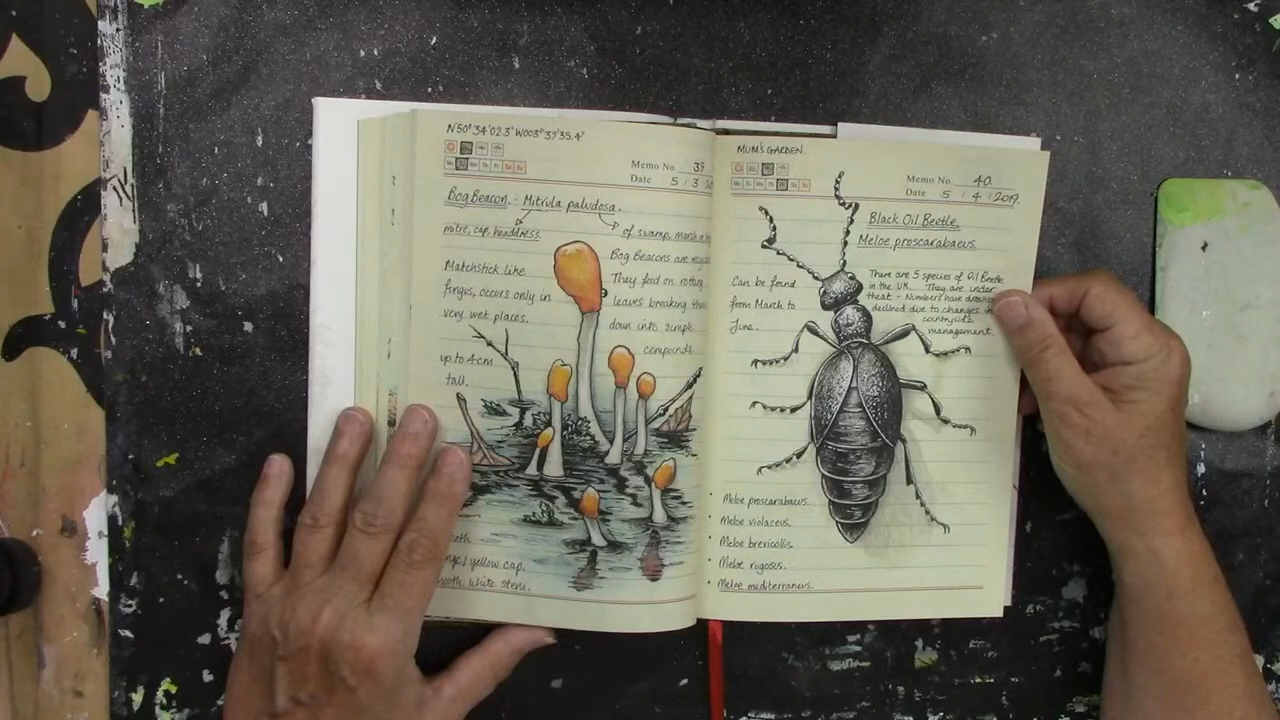 N50° 34' 02.3" W003° 39' 35.4"
Memo No. 39
Date 5 / 3 /
Bog Beacon. - Mitrula paludosa.
mitre, cap, headdress.
of swamp, marsh or
Matchstick like
fungus, occurs only in
very wet places.
up to 4cm
tall.
Bog Beacons are
They feed on rotting
leaves breaking them
down into simple
compounds.
yellow cap.
smooth white stem.
MUM'S GARDEN.
Memo No. 40.
Date 5 / 4 / 2019.
Black Oil Beetle,
Meloe proscarabaeus.
Can be found
from March to
June.
There are 5 species of Oil Beetle
in the UK. They are under
threat - Numbers have
declined due to changes in
countryside
management.
• Meloe proscarabaeus.
• Meloe violaceus.
• Meloe brevicollis.
• Meloe rugosus.
• Meloe mediterraneus.